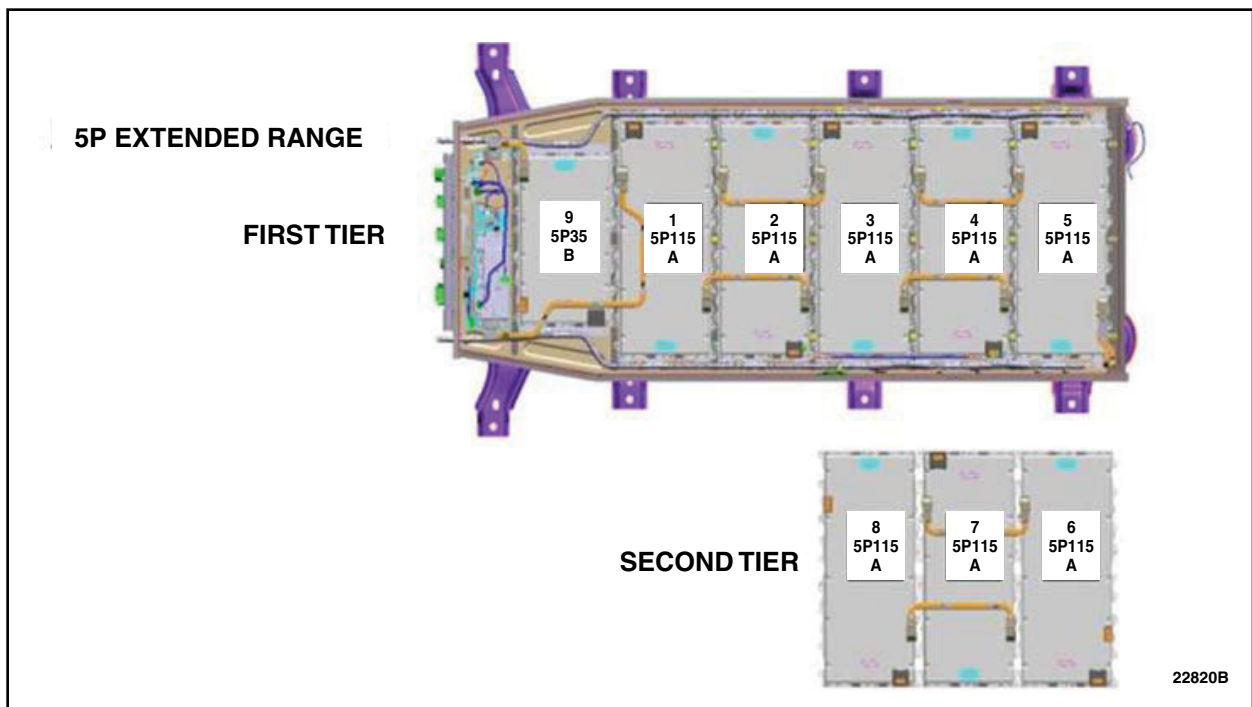 5P EXTENDED RANGE
FIRST TIER
9
5P35
B
1
5P115
A
2
5P115
A
3
5P115
A
4
5P115
A
5
5P115
A
SECOND TIER
8
5P115
A
7
5P115
A
6
5P115
A
22820B